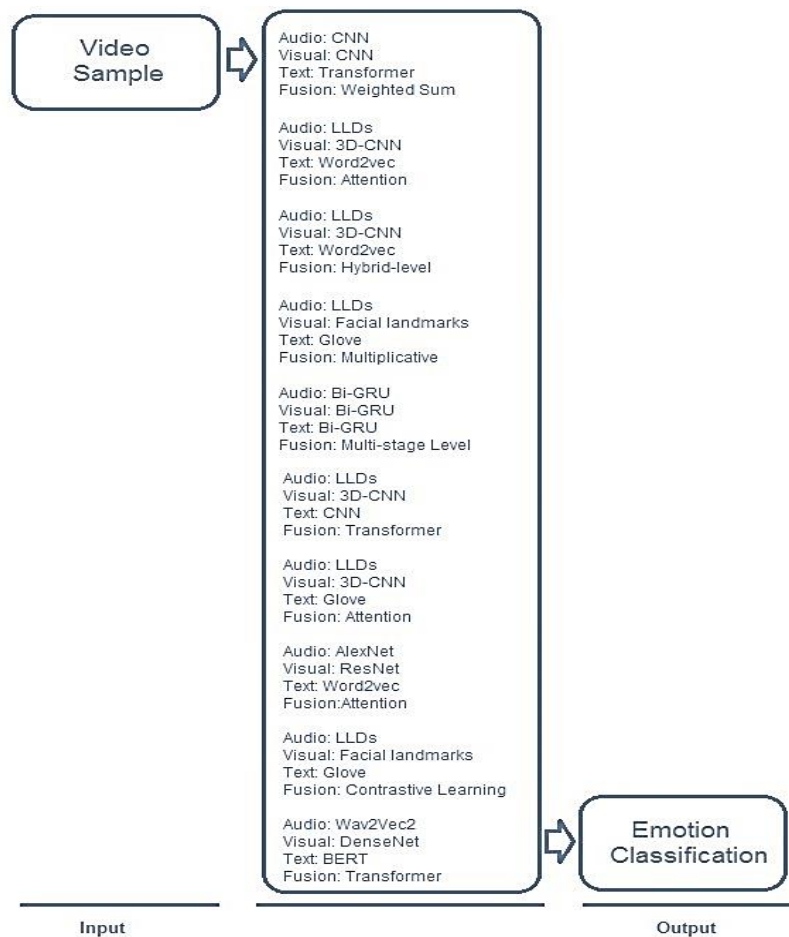 Video
Sample
Audio: CNN
Visual: CNN
Text: Transformer
Fusion: Weighted Sum
Audio: LLDs
Visual: 3D-CNN
Text: Word2vec
Fusion: Attention
Audio: LLDs
Visual: 3D-CNN
Text: Word2vec
Fusion: Hybrid-level
Audio: LLDs
Visual: Facial landmarks
Text: Glove
Fusion: Multiplicative
Audio: Bi-GRU
Visual: Bi-GRU
Text: Bi-GRU
Fusion: Multi-stage Level
Audio: LLDs
Visual: 3D-CNN
Text: CNN
Fusion: Transformer
Audio: LLDs
Visual: 3D-CNN
Text: Glove
Fusion: Attention
Audio: AlexNet
Visual: ResNet
Text: Word2vec
Fusion:Attention
Audio: LLDs
Visual: Facial landmarks
Text: Glove
Fusion: Contrastive Learning
Audio: Wav2Vec2
Visual: DenseNet
Text: BERT
Fusion: Transformer
Emotion
Classification
Input
Output